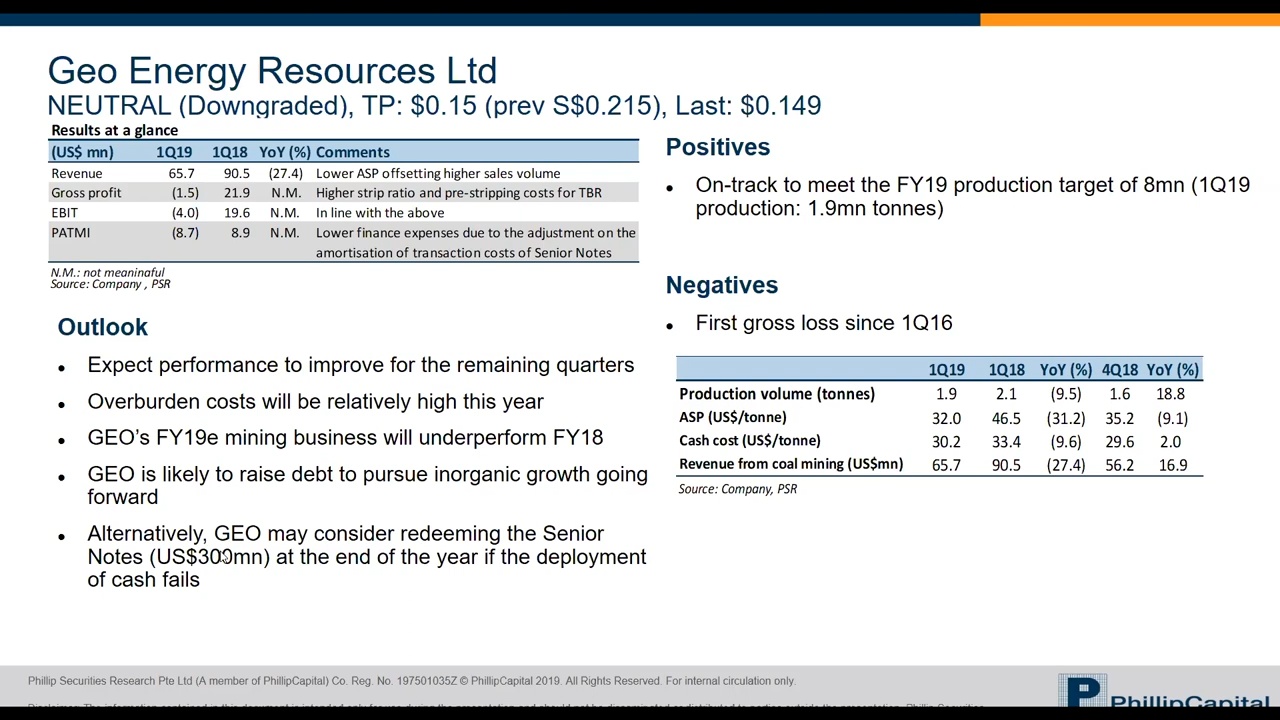 Geo Energy Resources Ltd
NEUTRAL (Downgraded), TP: $0.15 (prev S$0.215), Last: $0.149
Results at a glance
(US$ mn) 1Q19 1Q18 YoY (%) Comments
Revenue 65.7 90.5 (27.4) Lower ASP offsetting higher sales volume
Gross profit (1.5) 21.9 N.M. Higher strip ratio and pre-stripping costs for TBR
EBIT (4.0) 19.6 N.M. In line with the above
PATMI (8.7) 8.9 N.M. Lower finance expenses due to the adjustment on the
amortisation of transaction costs of Senior Notes
N.M.: not meaningful
Source: Company , PSR
Outlook
• Expect performance to improve for the remaining quarters
• Overburden costs will be relatively high this year
• GEO's FY19e mining business will underperform FY18
• GEO is likely to raise debt to pursue inorganic growth going
forward
• Alternatively, GEO may consider redeeming the Senior
Notes (US$300mn) at the end of the year if the deployment
of cash fails
Positives
• On-track to meet the FY19 production target of 8mn (1Q19
production: 1.9mn tonnes)
Negatives
• First gross loss since 1Q16
1Q19 1Q18 YoY (%) 4Q18 YoY (%)
Production volume (tonnes) 1.9 2.1 (9.5) 1.6 18.8
ASP (US$/tonne) 32.0 46.5 (31.2) 35.2 (9.1)
Cash cost (US$/tonne) 30.2 33.4 (9.6) 29.6 2.0
Revenue from coal mining (US$mn) 65.7 90.5 (27.4) 56.2 16.9
Source: Company, PSR
Phillip Securities Research Pte Ltd (A member of PhillipCapital) Co. Reg. No. 197501035Z © PhillipCapital 2019. All Rights Reserved. For internal circulation only.
PhillipCapital